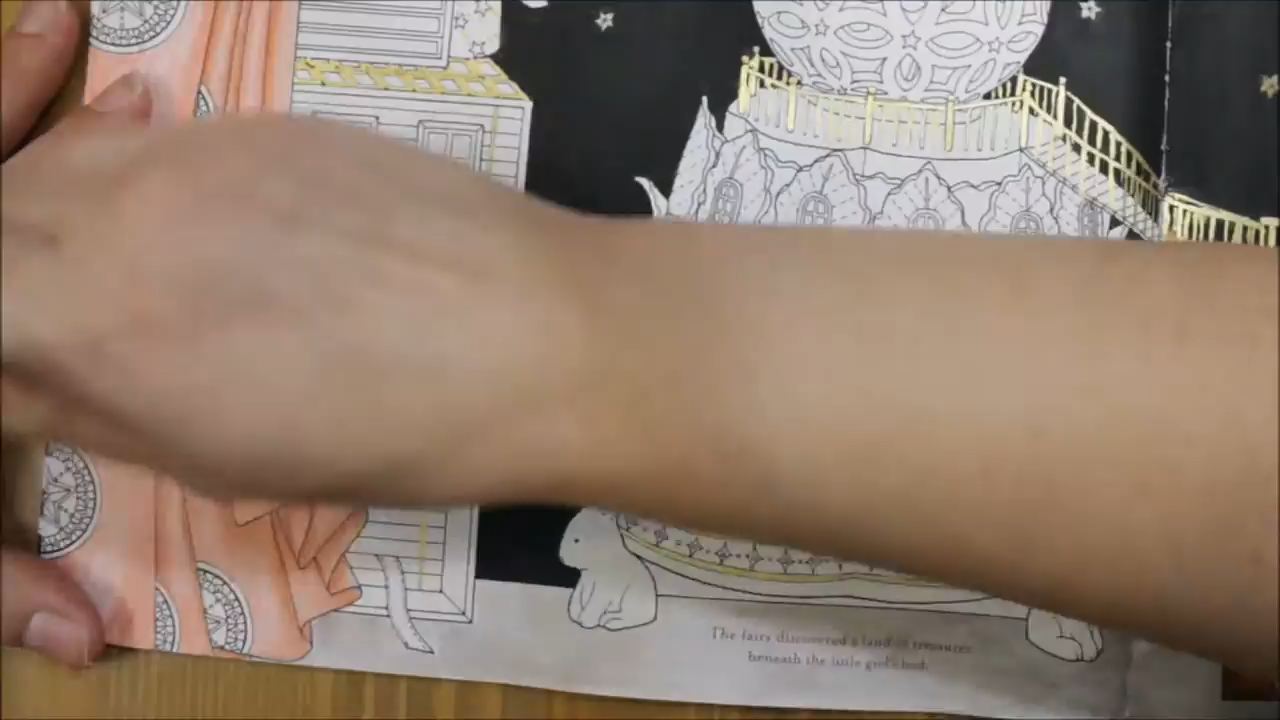 The fairy discovered a land of treasures
beneath the little girl's bed.